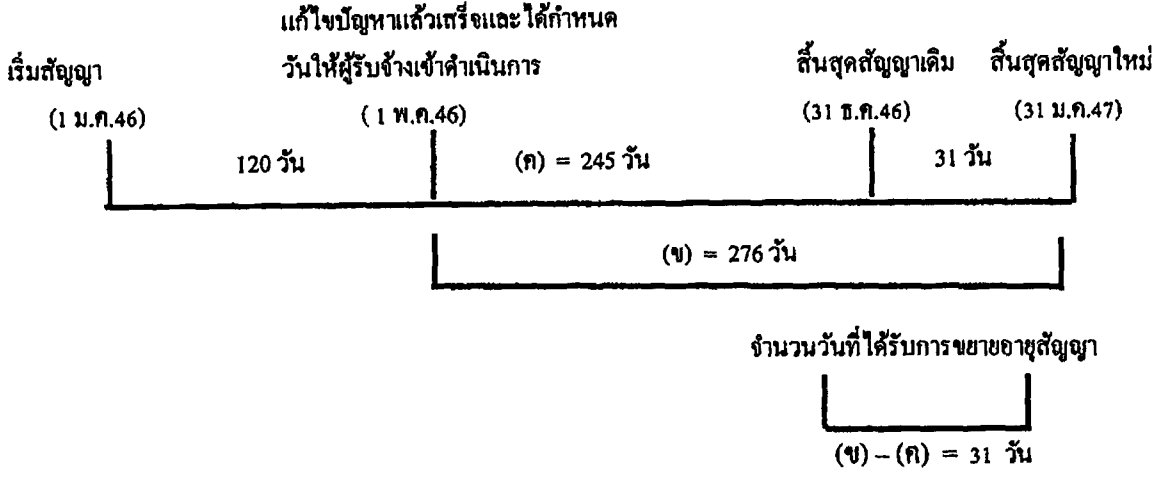 แก้ไขปัญหาแล้วเสร็จและได้กำหนด
วันให้ผู้รับจ้างเข้าดำเนินการ
เริ่มสัญญา
สิ้นสุดสัญญาเดิม
สิ้นสุดสัญญาใหม่
(1 ม.ค.46)
( 1 พ.ค.46)
(31 ธ.ค.46)
(31 ม.ค.47)
120 วัน
(ค) = 245 วัน
31 วัน
(ข) = 276 วัน
จำนวนวันที่ได้รับการขยายอายุสัญญา
(ข) – (ค) = 31 วัน